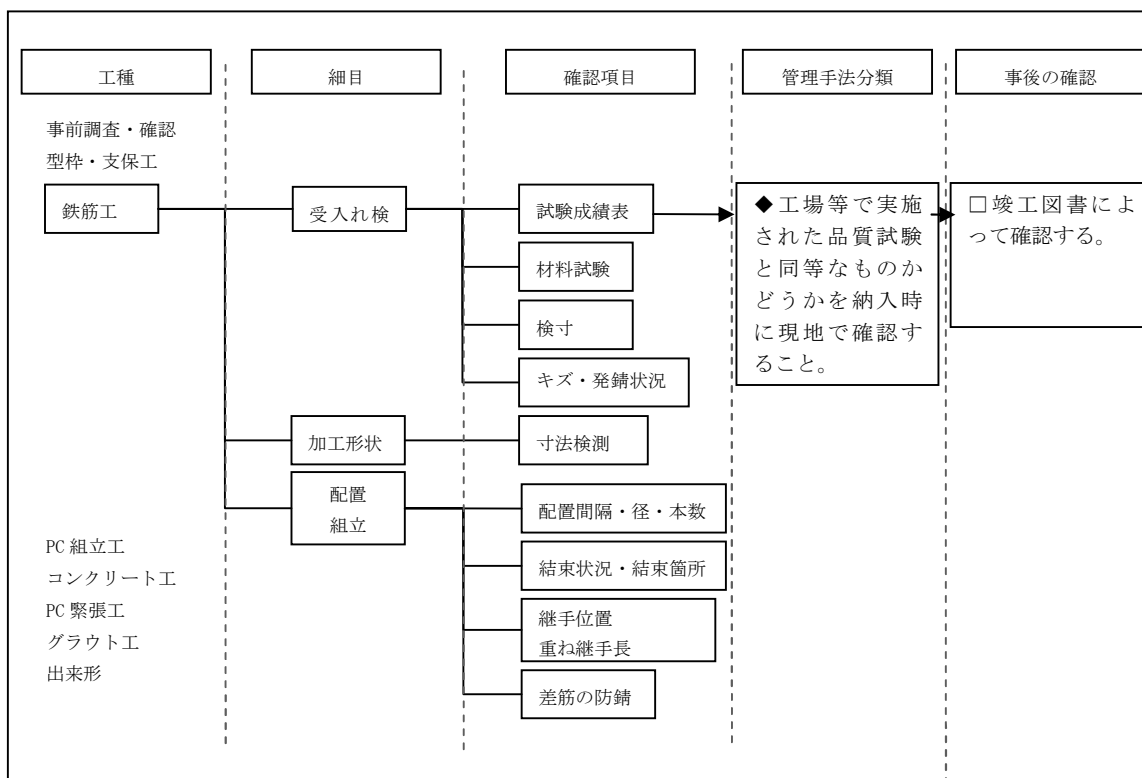 工種
細目
確認項目
管理手法分類
事後の確認
事前調査・確認
型枠・支保工
鉄筋工
受入れ検
試験成績表
◆工場等で実施
された品質試験
と同等なものか
どうかを納入時
に現地で確認す
ること。
□竣工図書によ
って確認する。
材料試験
検寸
キズ・発錆状況
加工形状
寸法検測
配置
組立
配置間隔・径・本数
結束状況・結束箇所
継手位置
重ね継手長
差筋の防錆
PC 組立工
コンクリート工
PC 緊張工
グラウト工
出来形